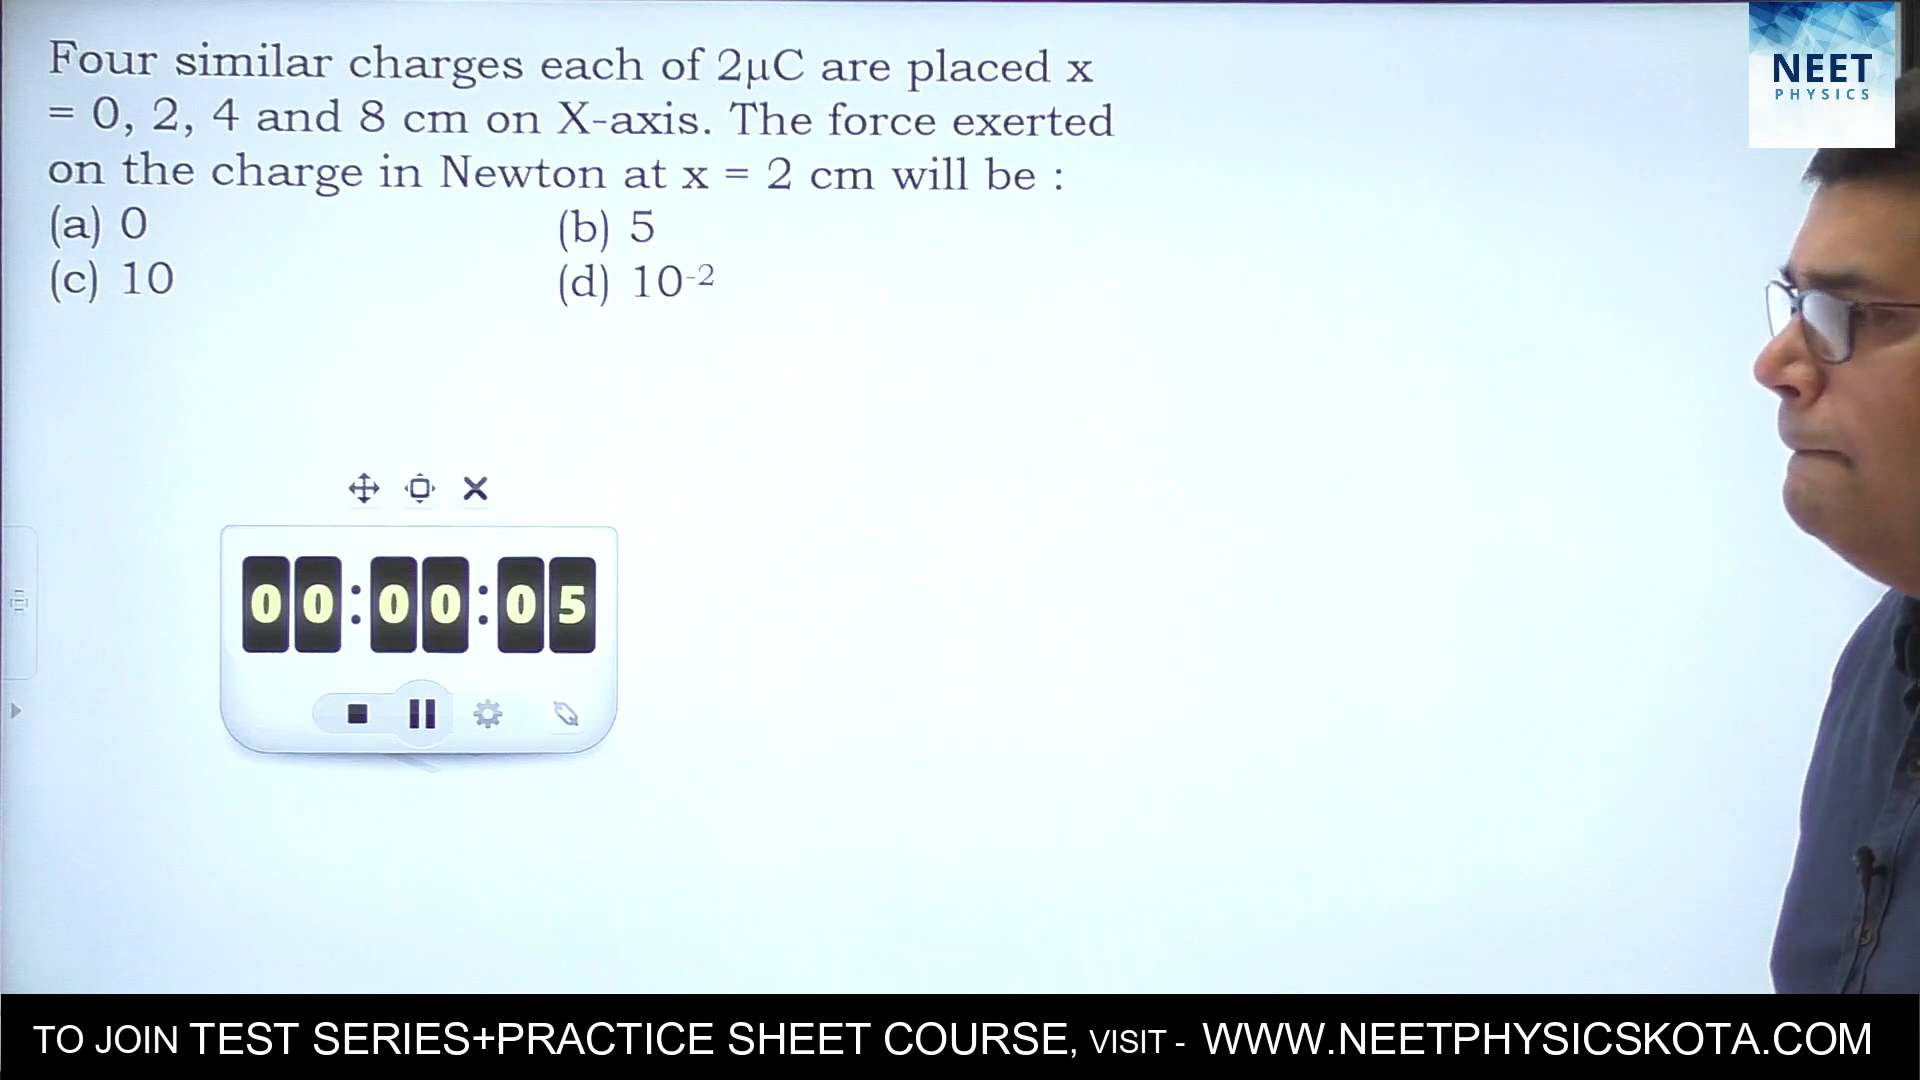 Four similar charges each of 2μC are placed x
= 0, 2, 4 and 8 cm on X-axis. The force exerted
on the charge in Newton at x = 2 cm will be :
(a) 0 (b) 5
(c) 10 (d) 10⁻²
NEET
PHYSICS
00:00:05
TO JOIN TEST SERIES+PRACTICE SHEET COURSE, VISIT - WWW.NEETPHYSICSKOTA.COM